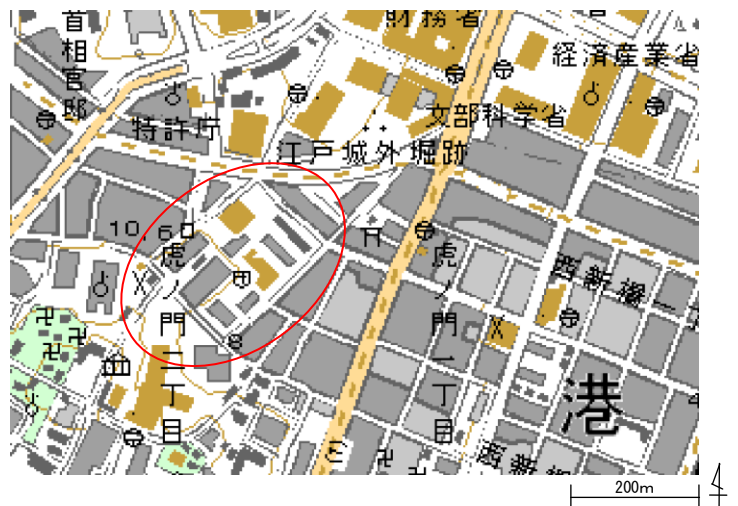 首相官邸
財務省
経済産業省
文部科学省
特許庁
江戸城外堀跡
10.6
虎ノ門二丁目
8
虎ノ門一丁目
西新橋一
港
西新橋
200m